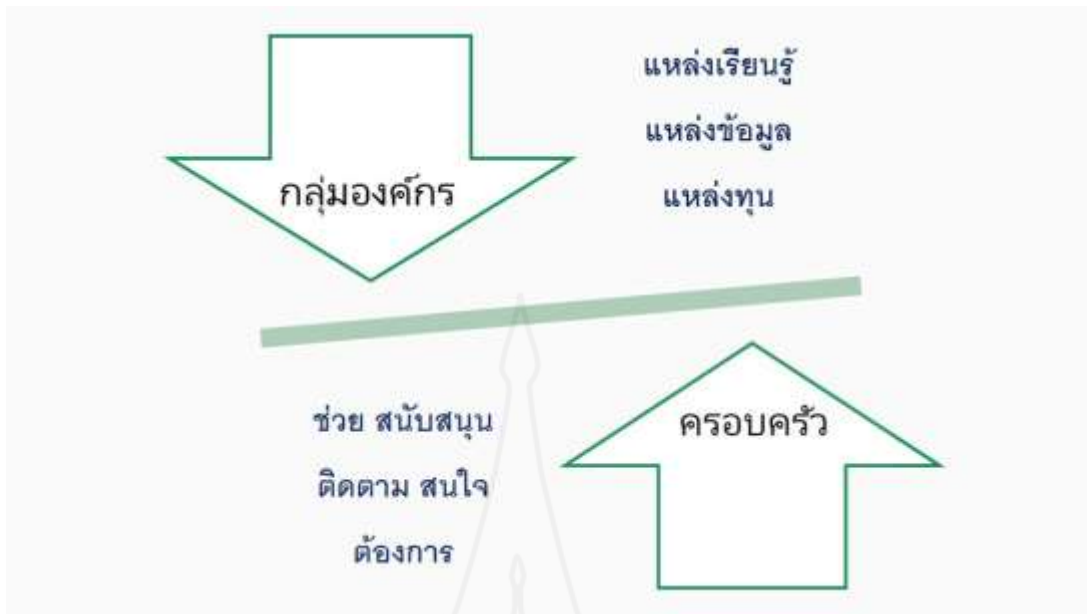 แหล่งเรียนรู้
แหล่งข้อมูล
แหล่งทุน
กลุ่มองค์กร
ครอบครัว
ช่วย สนับสนุน
ติดตาม สนใจ
ต้องการ